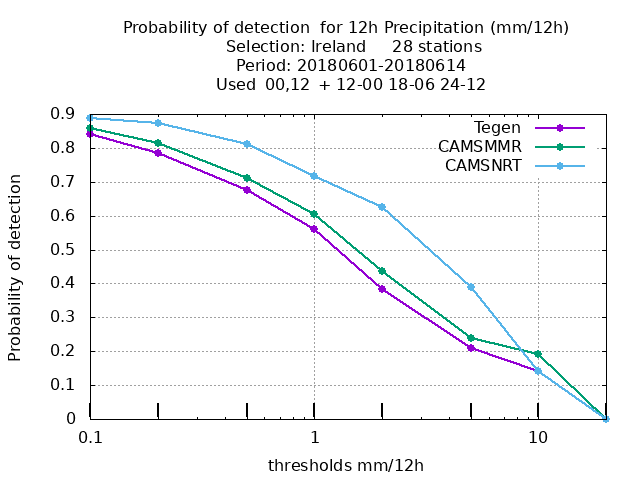 Probability of detection  for 12h Precipitation (mm/12h)
Selection: Ireland     28 stations
Period: 20180601-20180614
Used  00,12  + 12-00 18-06 24-12
Tegen
CAMSMMR
CAMSNRT
Probability of detection
0.9
0.8
0.7
0.6
0.5
0.4
0.3
0.2
0.1
0
0.1 1 10
thresholds mm/12h